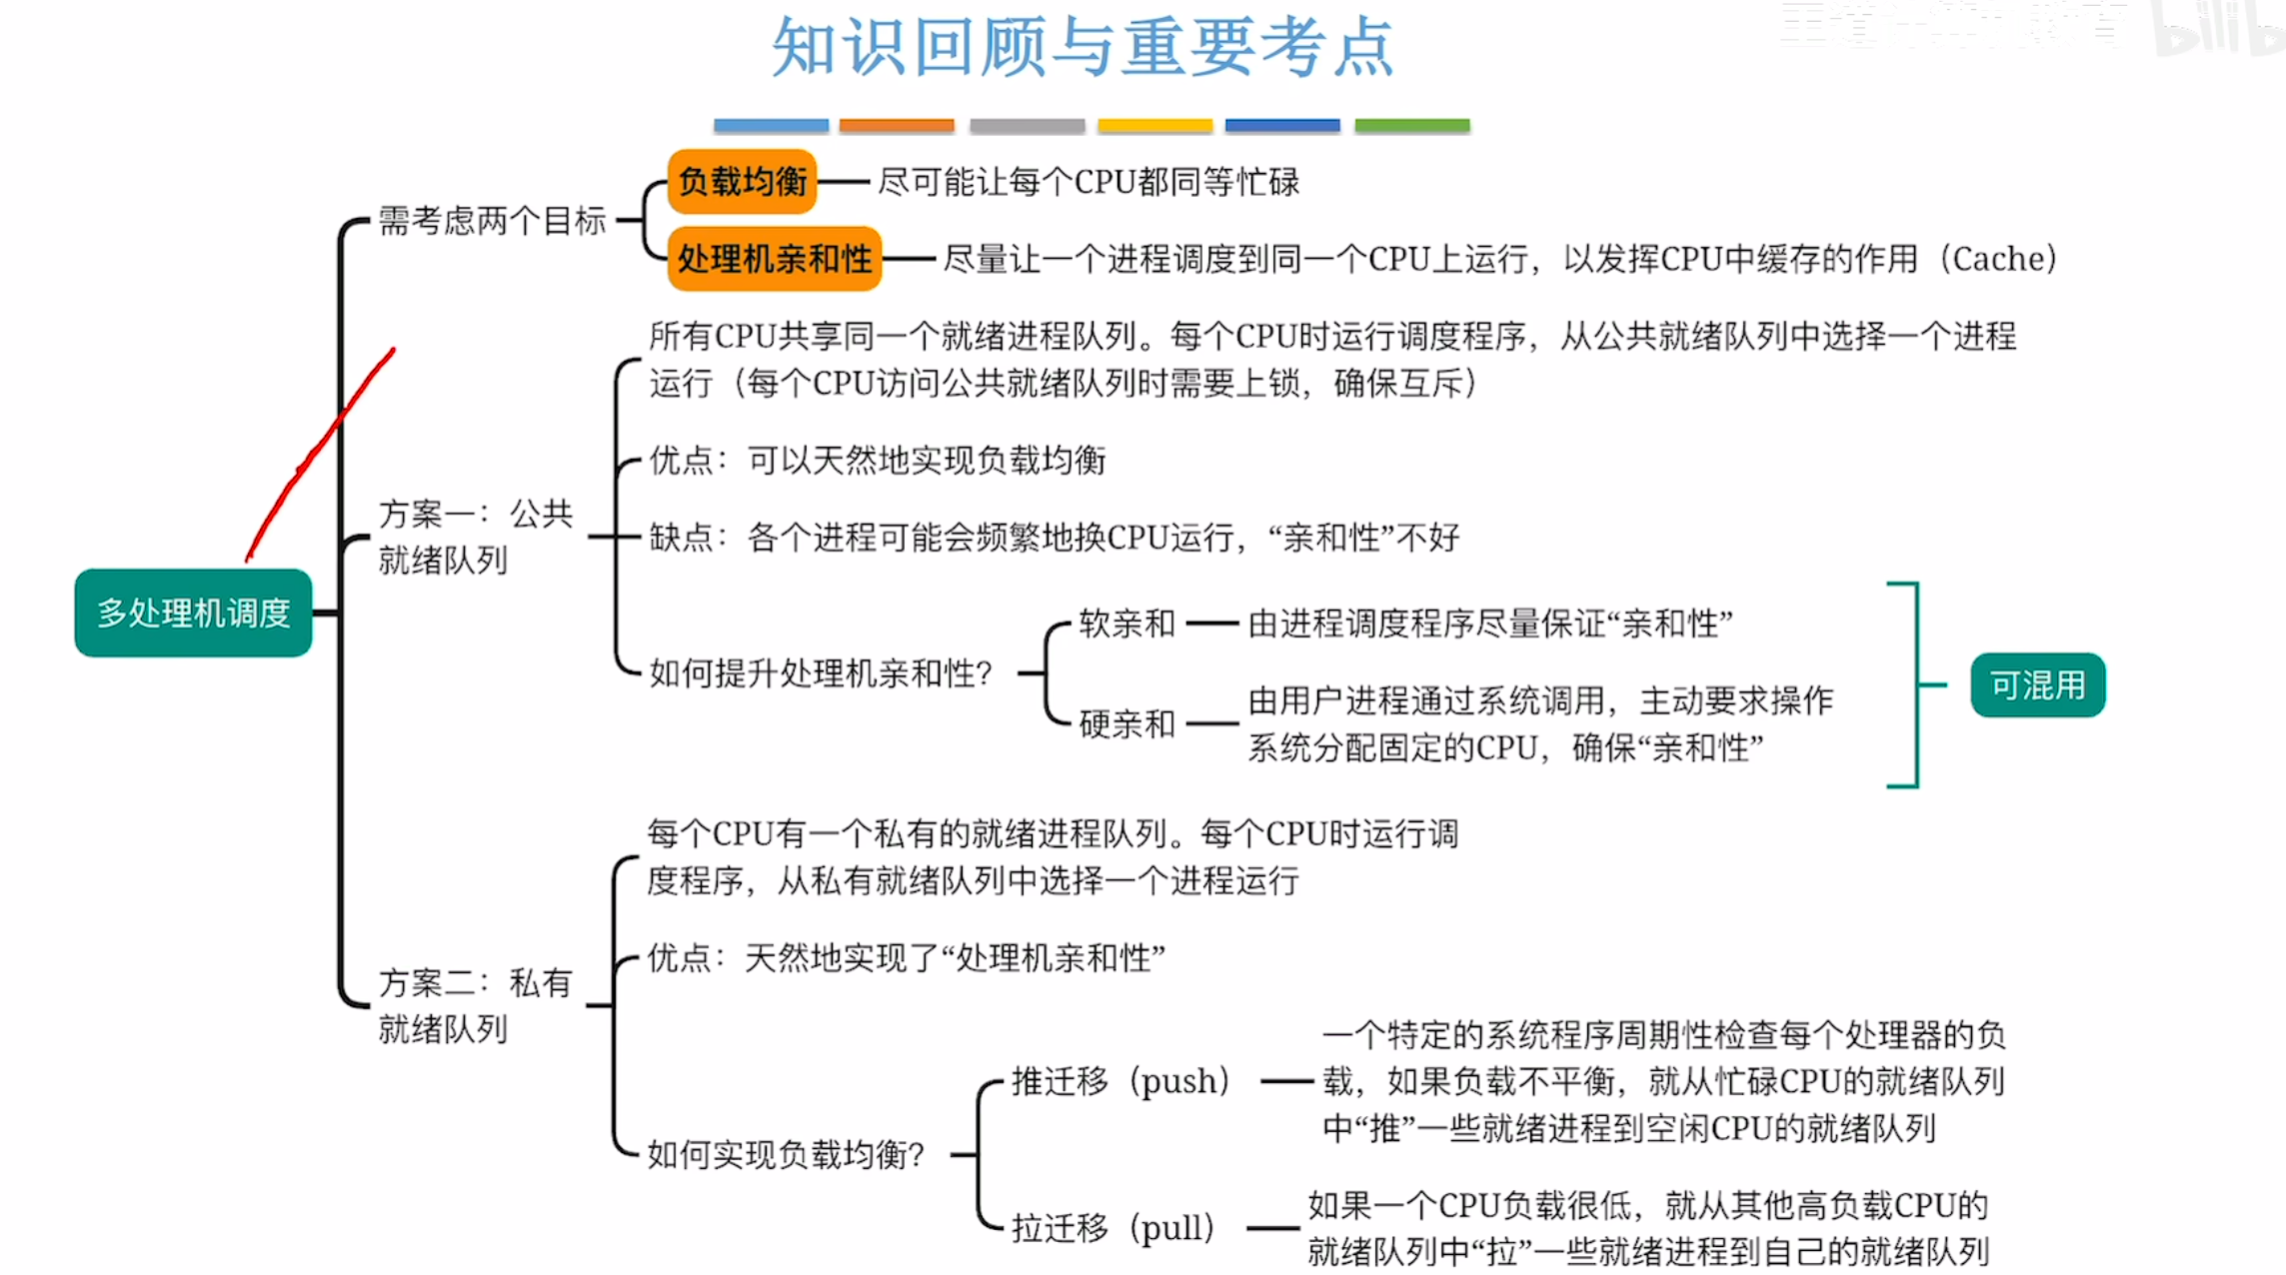 知识回顾与重要考点
负载均衡
尽可能让每个CPU都同等忙碌
需考虑两个目标
处理机亲和性
尽量让一个进程调度到同一个CPU上运行，以发挥CPU中缓存的作用（Cache）
所有CPU共享同一个就绪进程队列。每个CPU时运行调度程序，从公共就绪队列中选择一个进程
运行（每个CPU访问公共就绪队列时需要上锁，确保互斥）
优点：可以天然地实现负载均衡
方案一：公共
就绪队列
缺点：各个进程可能会频繁地换CPU运行，“亲和性”不好
多处理机调度
如何提升处理机亲和性？
软亲和
由进程调度程序尽量保证“亲和性”
硬亲和
由用户进程通过系统调用，主动要求操作
系统分配固定的CPU，确保“亲和性”
可混用
每个CPU有一个私有的就绪进程队列。每个CPU时运行调
度程序，从私有就绪队列中选择一个进程运行
优点：天然地实现了“处理机亲和性”
方案二：私有
就绪队列
如何实现负载均衡？
推迁移（push）
一个特定的系统程序周期性检查每个处理器的负
载，如果负载不平衡，就从忙碌CPU的就绪队列
中“推”一些就绪进程到空闲CPU的就绪队列
拉迁移（pull）
如果一个CPU负载很低，就从其他高负载CPU的
就绪队列中“拉”一些就绪进程到自己的就绪队列